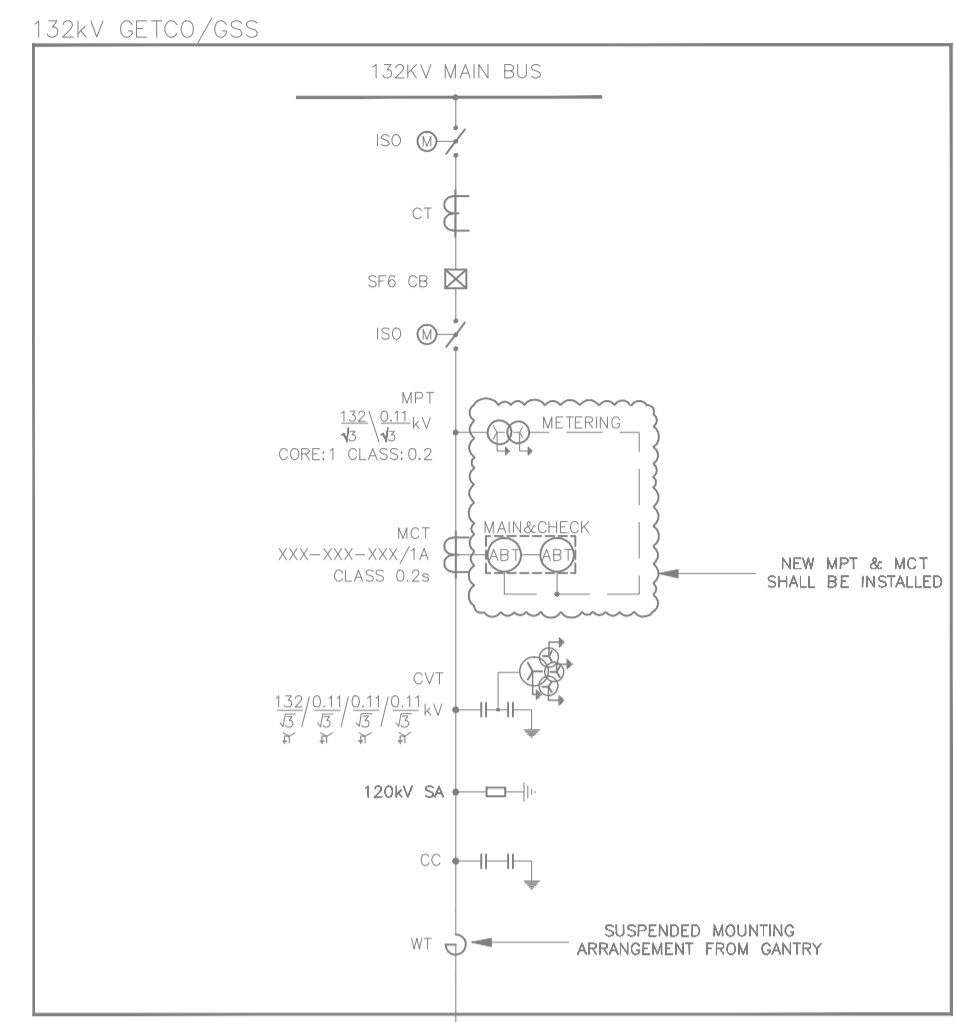 132kV GETCO/GSS
132KV MAIN BUS
ISO M
CT
SF6 CB
ISO M
MPT
132/√3 \ 0.11/√3 kV
CORE:1 CLASS:0.2
METERING
MCT
XXX-XXX-XXX/1A
CLASS 0.2s
MAIN&CHECK
ABT ABT
NEW MPT & MCT
SHALL BE INSTALLED
CVT
132/√3 / 0.11/√3 / 0.11/√3 / 0.11/√3 kV
120kV SA
CC
WT
SUSPENDED MOUNTING
ARRANGEMENT FROM GANTRY